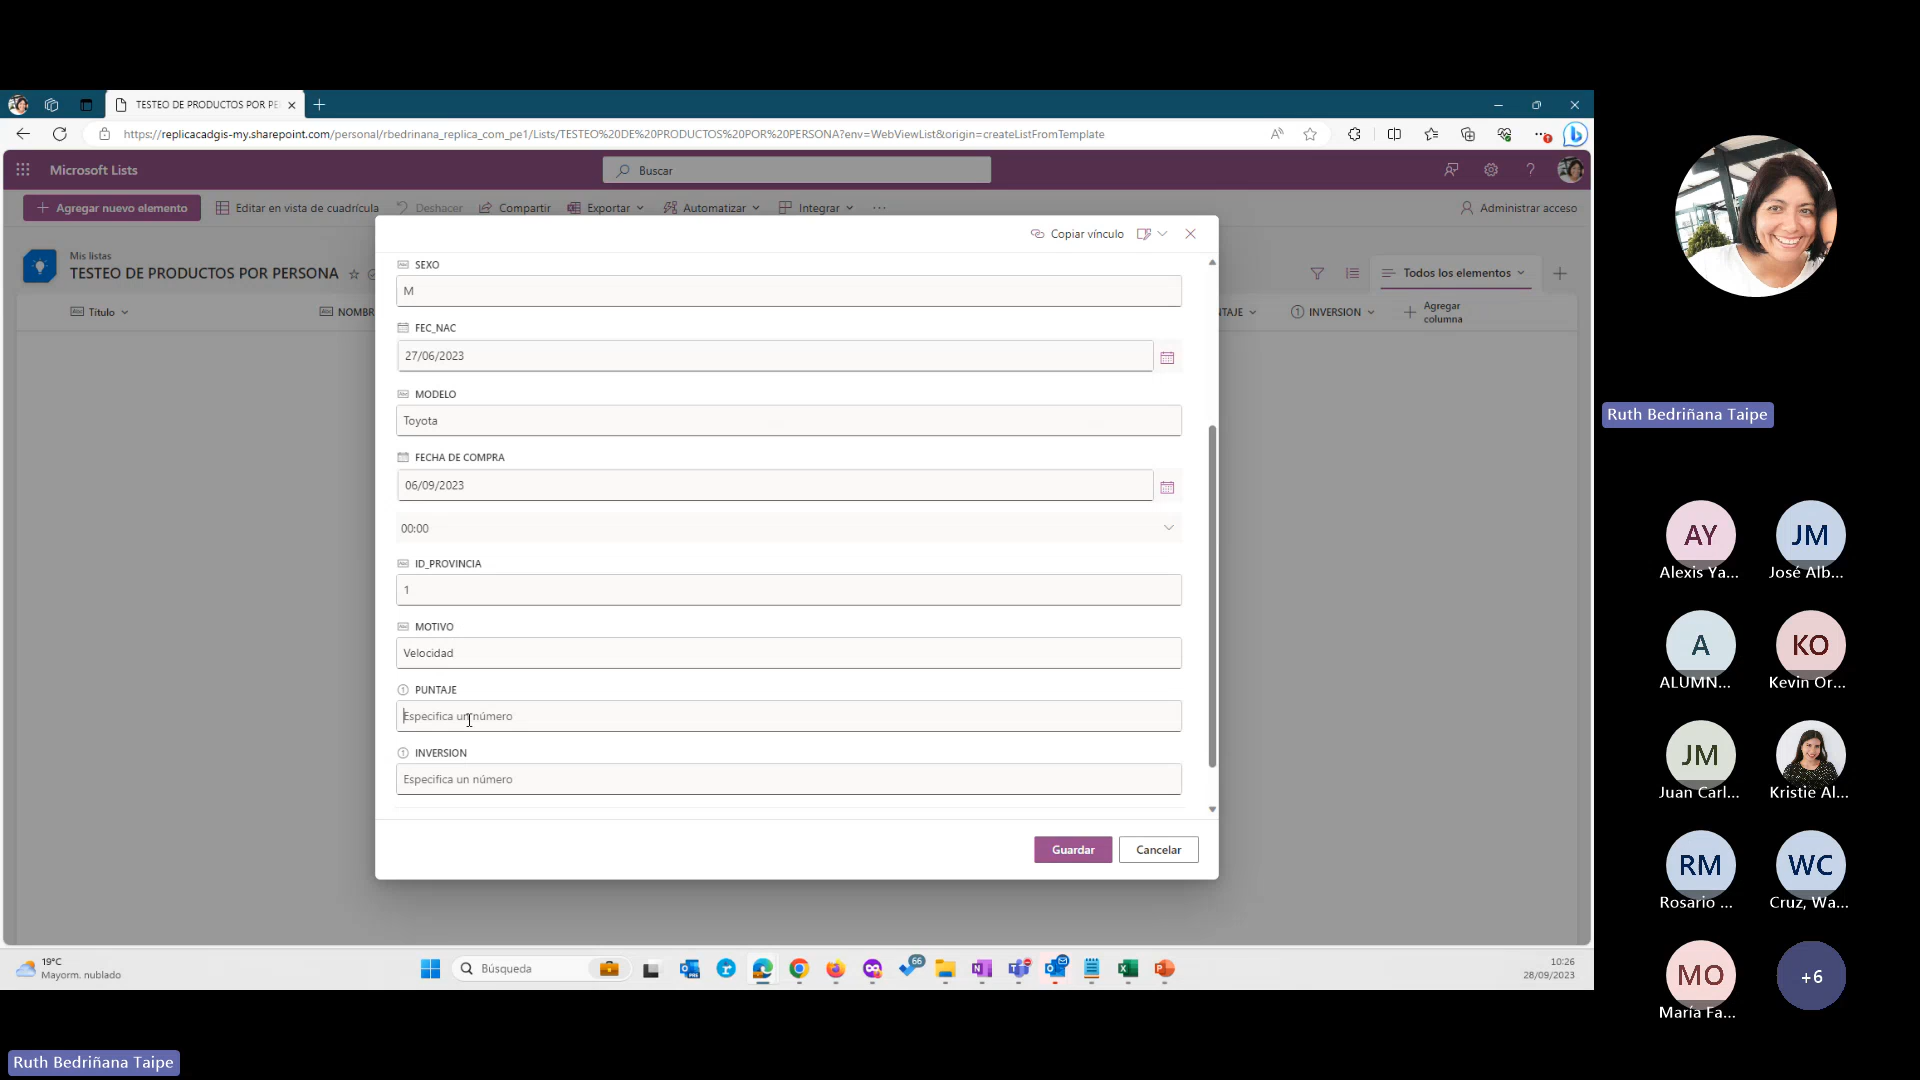 TESTEO DE PRODUCTOS POR PE
https://replicacadgis-my.sharepoint.com/personal/rbedrinana_replica_com_pe1/Lists/TESTEO%20DE%20PRODUCTOS%20POR%20PERSONA?env=WebViewList&origin=createListFromTemplate
Microsoft Lists
Buscar
Agregar nuevo elemento
Editar en vista de cuadrícula
Deshacer
Compartir
Exportar
Automatizar
Integrar
Administrar acceso
Mis listas
TESTEO DE PRODUCTOS POR PERSONA
Todos los elementos
Título
NOMBR
TAJE
INVERSION
Agregar
columna
Copiar vínculo
SEXO
M
FEC_NAC
27/06/2023
MODELO
Toyota
FECHA DE COMPRA
06/09/2023
00:00
ID_PROVINCIA
1
MOTIVO
Velocidad
PUNTAJE
Especifica un número
INVERSION
Especifica un número
Guardar
Cancelar
19°C
Mayorm. nublado
Búsqueda
66
10:26
28/09/2023
Ruth Bedriñana Taipe
AY
Alexis Ya...
JM
José Alb...
A
ALUMN...
KO
Kevin Or...
JM
Juan Carl...
Kristie Al...
RM
Rosario ...
WC
Cruz, Wa...
MO
María Fa...
+6
Ruth Bedriñana Taipe